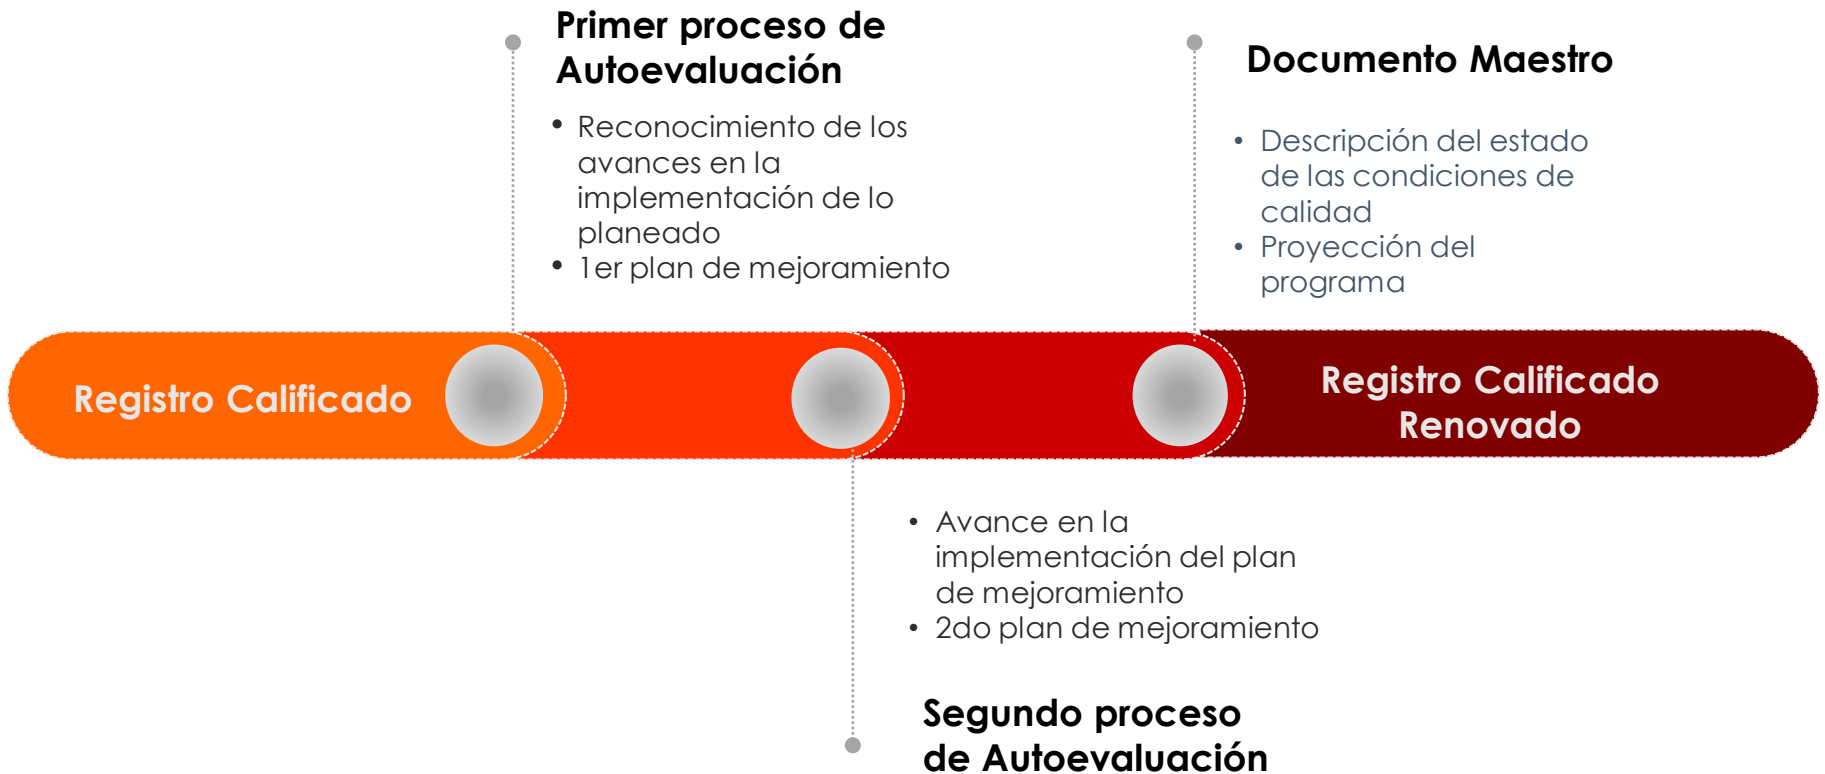 Primer proceso de
Autoevaluación
• Reconocimiento de los
avances en la
implementación de lo
planeado
• 1er plan de mejoramiento
Documento Maestro
• Descripción del estado
de las condiciones de
calidad
• Proyección del
programa
Registro Calificado
Registro Calificado
Renovado
• Avance en la
implementación del plan
de mejoramiento
• 2do plan de mejoramiento
Segundo proceso
de Autoevaluación